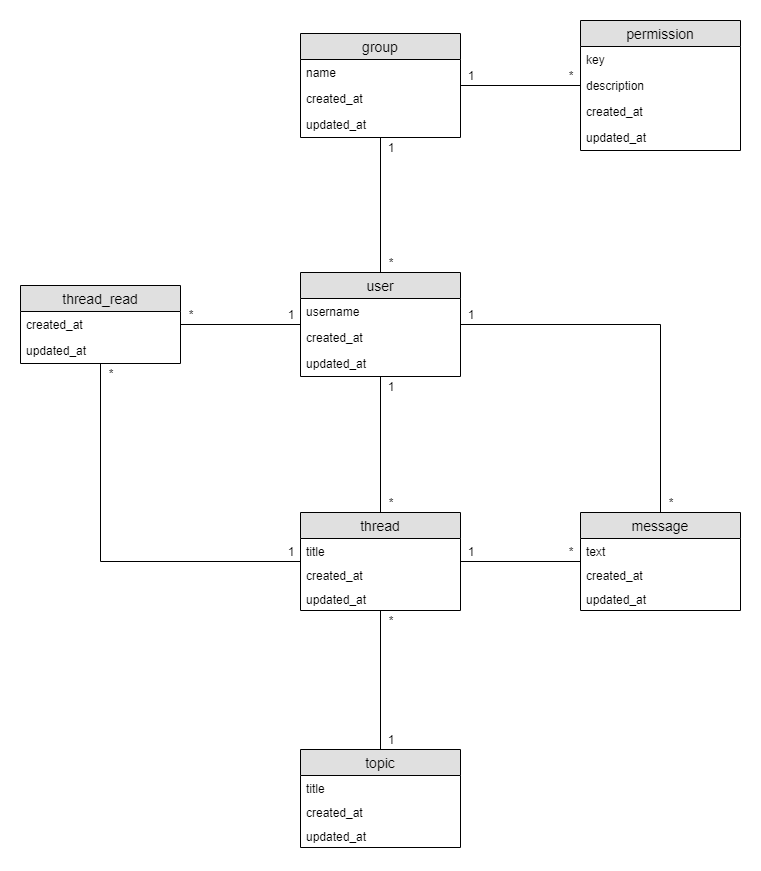 group
name
created_at
updated_at
1
*
permission
key
description
created_at
updated_at
1
*
thread_read
created_at
updated_at
*
1
user
username
created_at
updated_at
1
*
1
*
*
thread
title
created_at
updated_at
1
1
*
message
text
created_at
updated_at
*
1
topic
title
created_at
updated_at